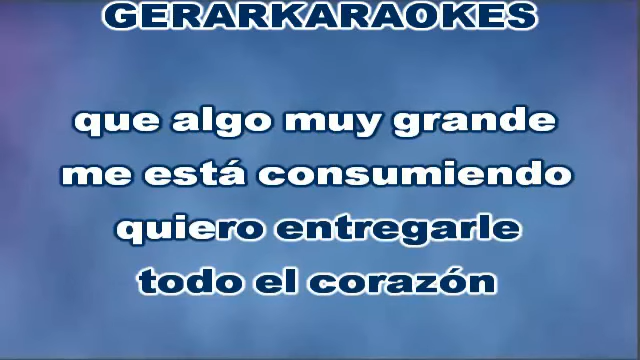 GERARKARAOKES
que algo muy grande
me está consumiendo
quiero entregarle
todo el corazón